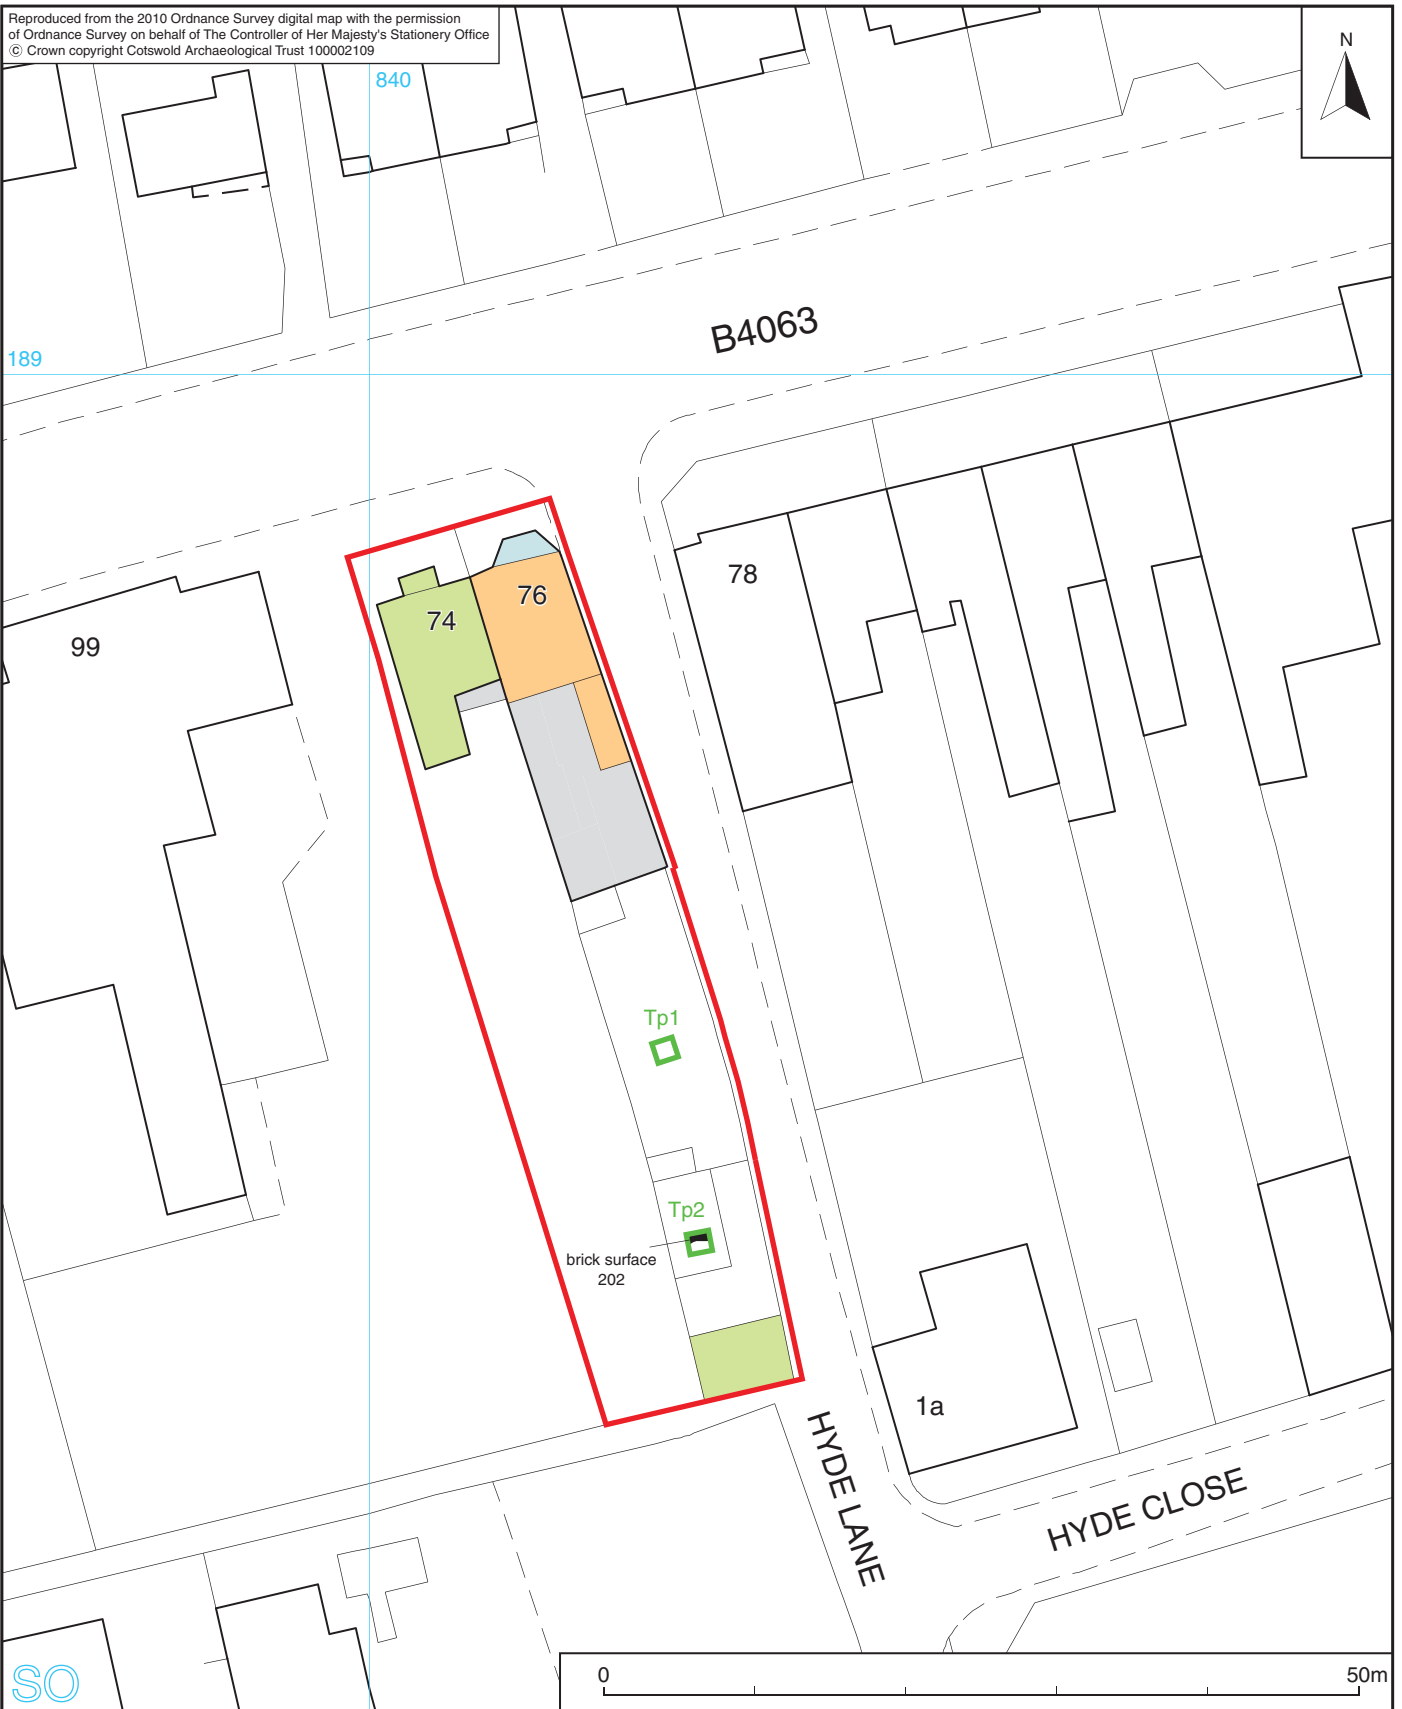 Reproduced from the 2010 Ordnance Survey digital map with the permission
of Ordnance Survey on behalf of The Controller of Her Majesty's Stationery Office
© Crown copyright Cotswold Archaeological Trust 100002109
N
840
B4063
189
78
76
74
99
Tp1
Tp2
brick surface
202
1a
HYDE LANE
HYDE CLOSE
SO
0
50m